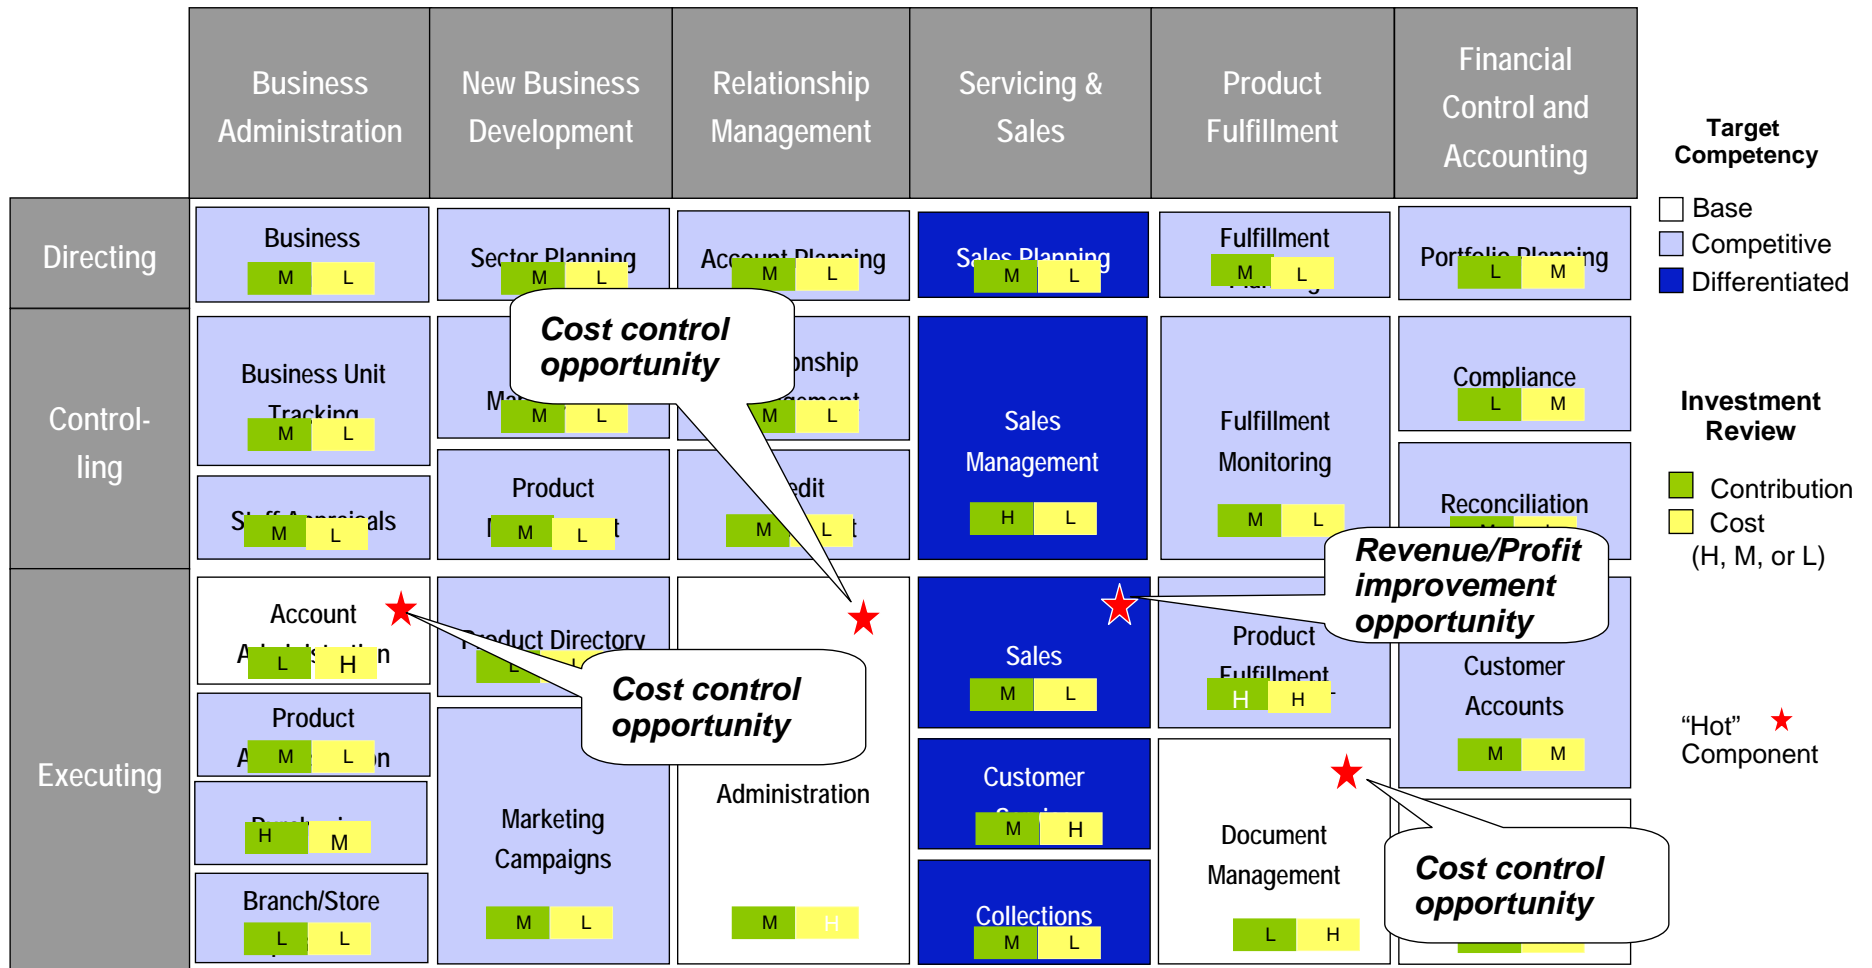 Business
Administration
New Business
Development
Relationship
Management
Servicing &
Sales
Product
Fulfillment
Financial
Control and
Accounting
Target
Competency
Base
Competitive
Differentiated
Investment
Review
Contribution
Cost
(H, M, or L)
“Hot”
Component
Directing
Business
M L
Sector Planning
M L
Account Planning
M L
Sales Planning
M L
Fulfillment
M L
Portfolio Planning
L M
Control-
ling
Business Unit
Tracking
M L
Staff Appraisals
M L
M L
Product
M L
M L
M L
Sales
Management
H L
Fulfillment
Monitoring
M L
Compliance
L M
Reconciliation
Cost control
opportunity
Revenue/Profit
improvement
opportunity
Executing
Account
Administration
L H
Product
M L
H M
Branch/Store
L L
Product Directory
L
Cost control
opportunity
Marketing
Campaigns
M L
Administration
M H
Sales
M L
Customer
M H
Collections
M L
Product
Fulfillment
H H
Document
Management
L H
Customer
Accounts
M M
Cost control
opportunity